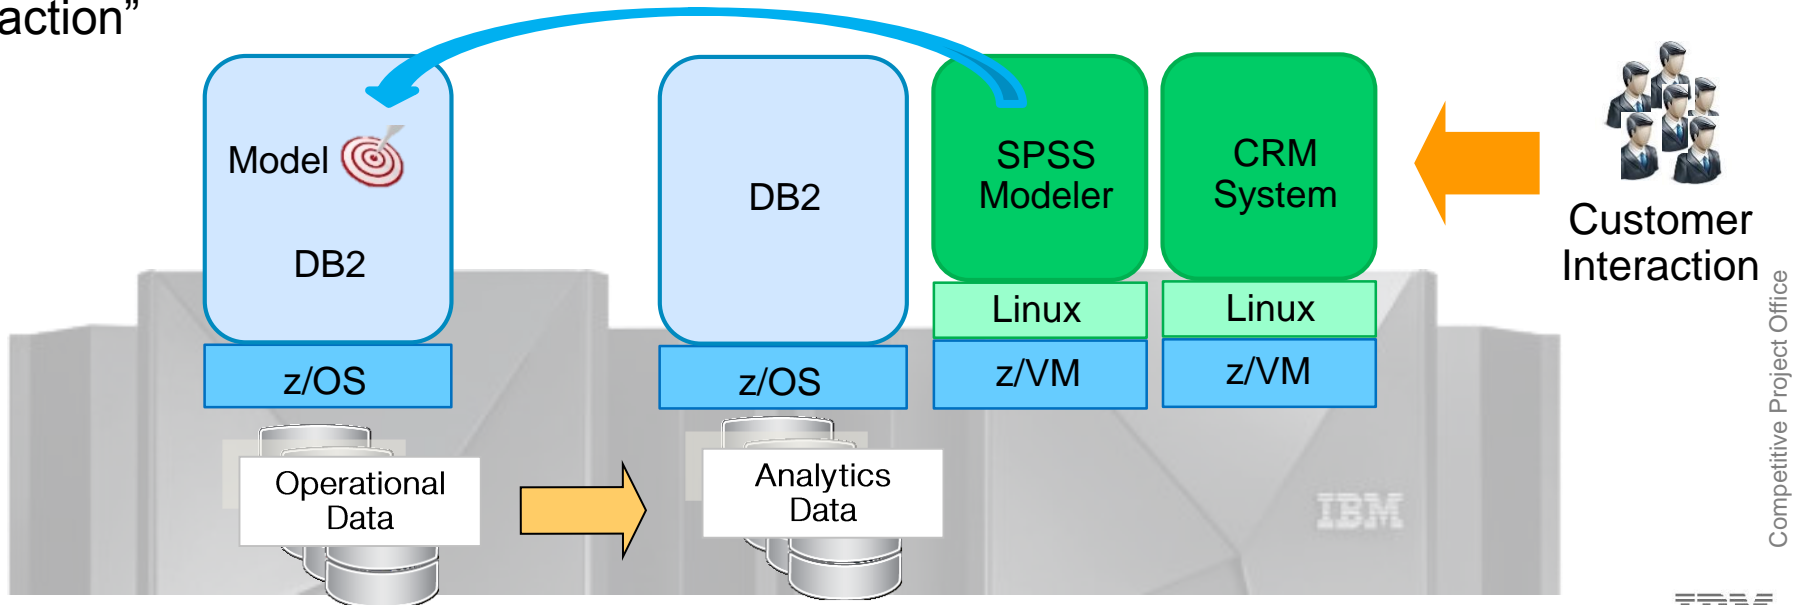 action”
Model
DB2
z/OS
DB2
z/OS
SPSS
Modeler
Linux
z/VM
CRM
System
Linux
z/VM
Customer
Interaction
Operational
Data
Analytics
Data
IBM
Competitive Project Office
IBM